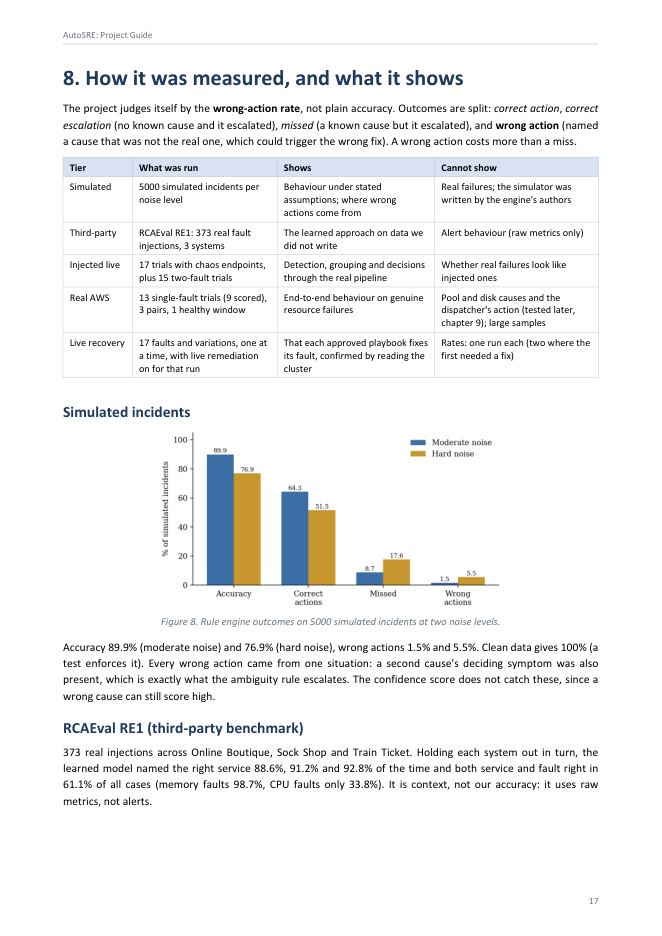 AutoSRE: Project Guide
8. How it was measured, and what it shows
The project judges itself by the wrong-action rate, not plain accuracy. Outcomes are split: correct action, correct
escalation (no known cause and it escalated), missed (a known cause but it escalated), and wrong action (named
a cause that was not the real one, which could trigger the wrong fix). A wrong action costs more than a miss.
Tier What was run Shows Cannot show
Simulated 5000 simulated incidents per Behaviour under stated Real failures; the simulator was
noise level assumptions; where wrong written by the engine's authors
actions come from
Third-party RCAEval RE1: 373 real fault The learned approach on data we Alert behaviour (raw metrics only)
injections, 3 systems did not write
Injected live 17 trials with chaos endpoints, Detection, grouping and decisions Whether real failures look like
plus 15 two-fault trials through the real pipeline injected ones
Real AWS 13 single-fault trials (9 scored), End-to-end behaviour on genuine Pool and disk causes and the
3 pairs, 1 healthy window resource failures dispatcher's action (tested later,
chapter 9); large samples
Live recovery 17 faults and variations, one at That each approved playbook fixes Rates: one run each (two where the
a time, with live remediation its fault, confirmed by reading the first needed a fix)
on for that run cluster
Simulated incidents
% of simulated incidents
100
80
60
40
20
0
Moderate noise
Hard noise
89.9 76.9 64.3 51.5 8.7 17.6 1.5 5.5
Accuracy Correct Missed Wrong
actions actions
Figure 8. Rule engine outcomes on 5000 simulated incidents at two noise levels.
Accuracy 89.9% (moderate noise) and 76.9% (hard noise), wrong actions 1.5% and 5.5%. Clean data gives 100% (a
test enforces it). Every wrong action came from one situation: a second cause's deciding symptom was also
present, which is exactly what the ambiguity rule escalates. The confidence score does not catch these, since a
wrong cause can still score high.
RCAEval RE1 (third-party benchmark)
373 real injections across Online Boutique, Sock Shop and Train Ticket. Holding each system out in turn, the
learned model named the right service 88.6%, 91.2% and 92.8% of the time and both service and fault right in
61.1% of all cases (memory faults 98.7%, CPU faults only 33.8%). It is context, not our accuracy: it uses raw
metrics, not alerts.
17